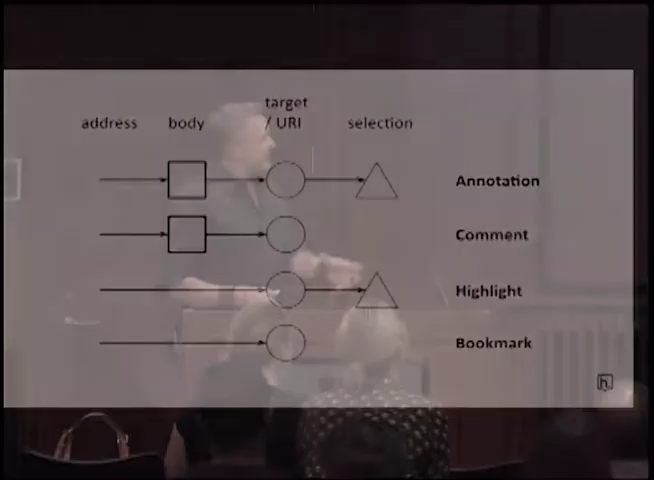 address body target / URI selection
Annotation
Comment
Highlight
Bookmark
h.